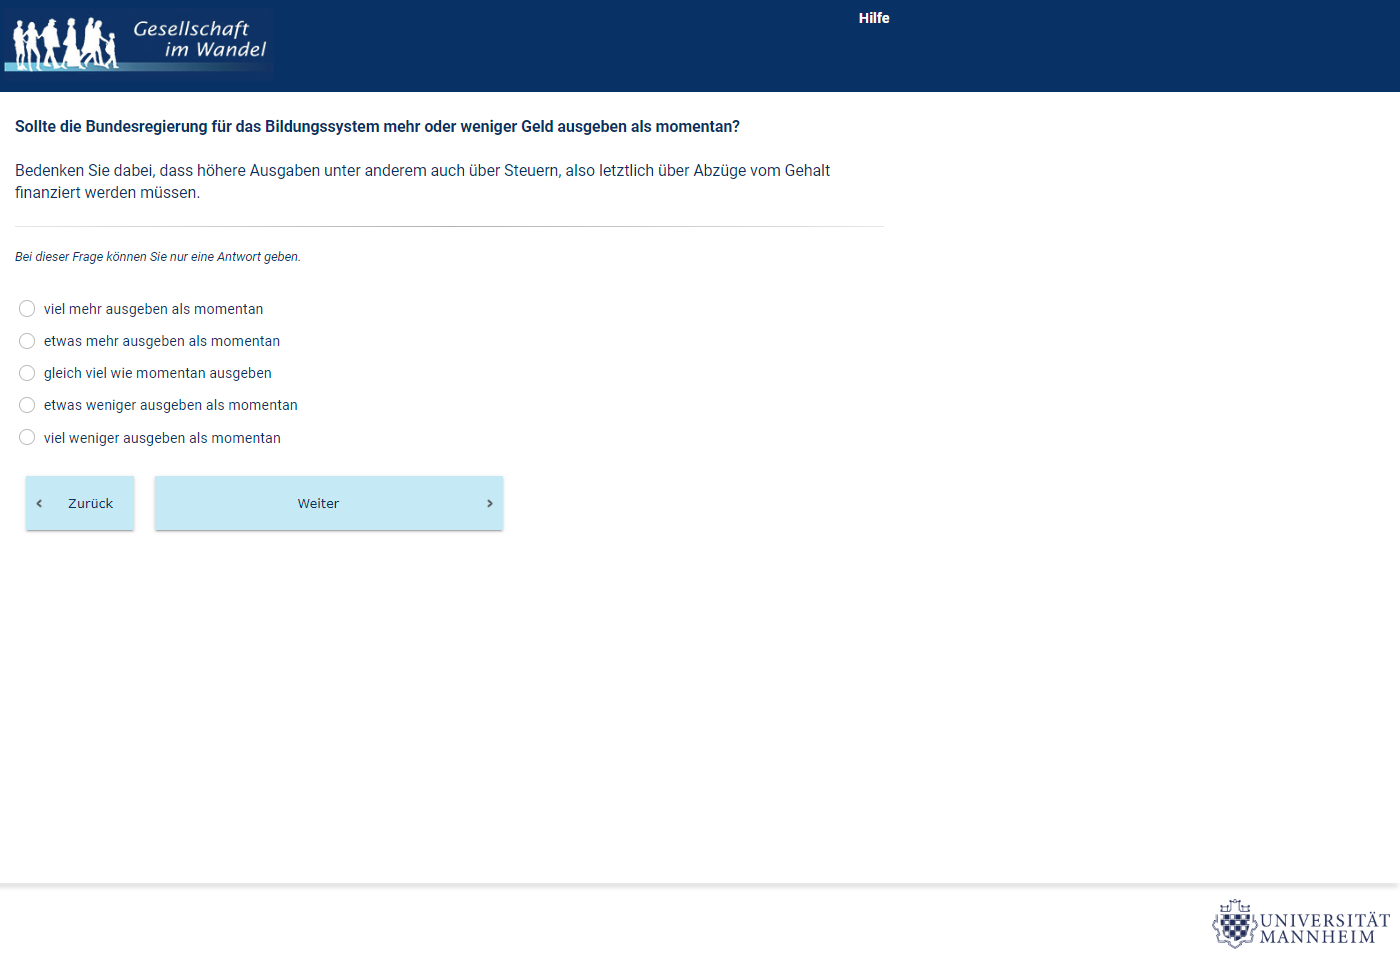 Gesellschaft
im Wandel
Hilfe
Sollte die Bundesregierung für das Bildungssystem mehr oder weniger Geld ausgeben als momentan?
Bedenken Sie dabei, dass höhere Ausgaben unter anderem auch über Steuern, also letztlich über Abzüge vom Gehalt
finanziert werden müssen.
Bei dieser Frage können Sie nur eine Antwort geben.
viel mehr ausgeben als momentan
etwas mehr ausgeben als momentan
gleich viel wie momentan ausgeben
etwas weniger ausgeben als momentan
viel weniger ausgeben als momentan
Zurück
Weiter
UNIVERSITÄT
MANNHEIM